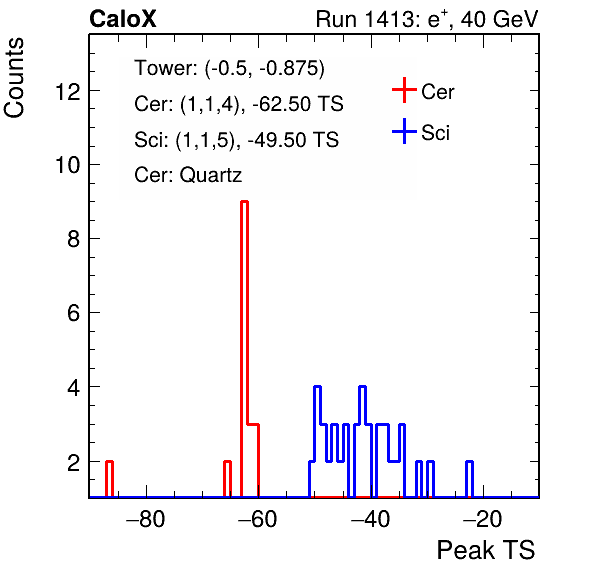 CaloX Run 1413: e⁺, 40 GeV
Counts
Tower: (-0.5, -0.875)
Cer: (1,1,4), -62.50 TS
Sci: (1,1,5), -49.50 TS
Cer: Quartz
Cer
Sci
12
10
8
6
4
2
−80 −60 −40 −20
Peak TS